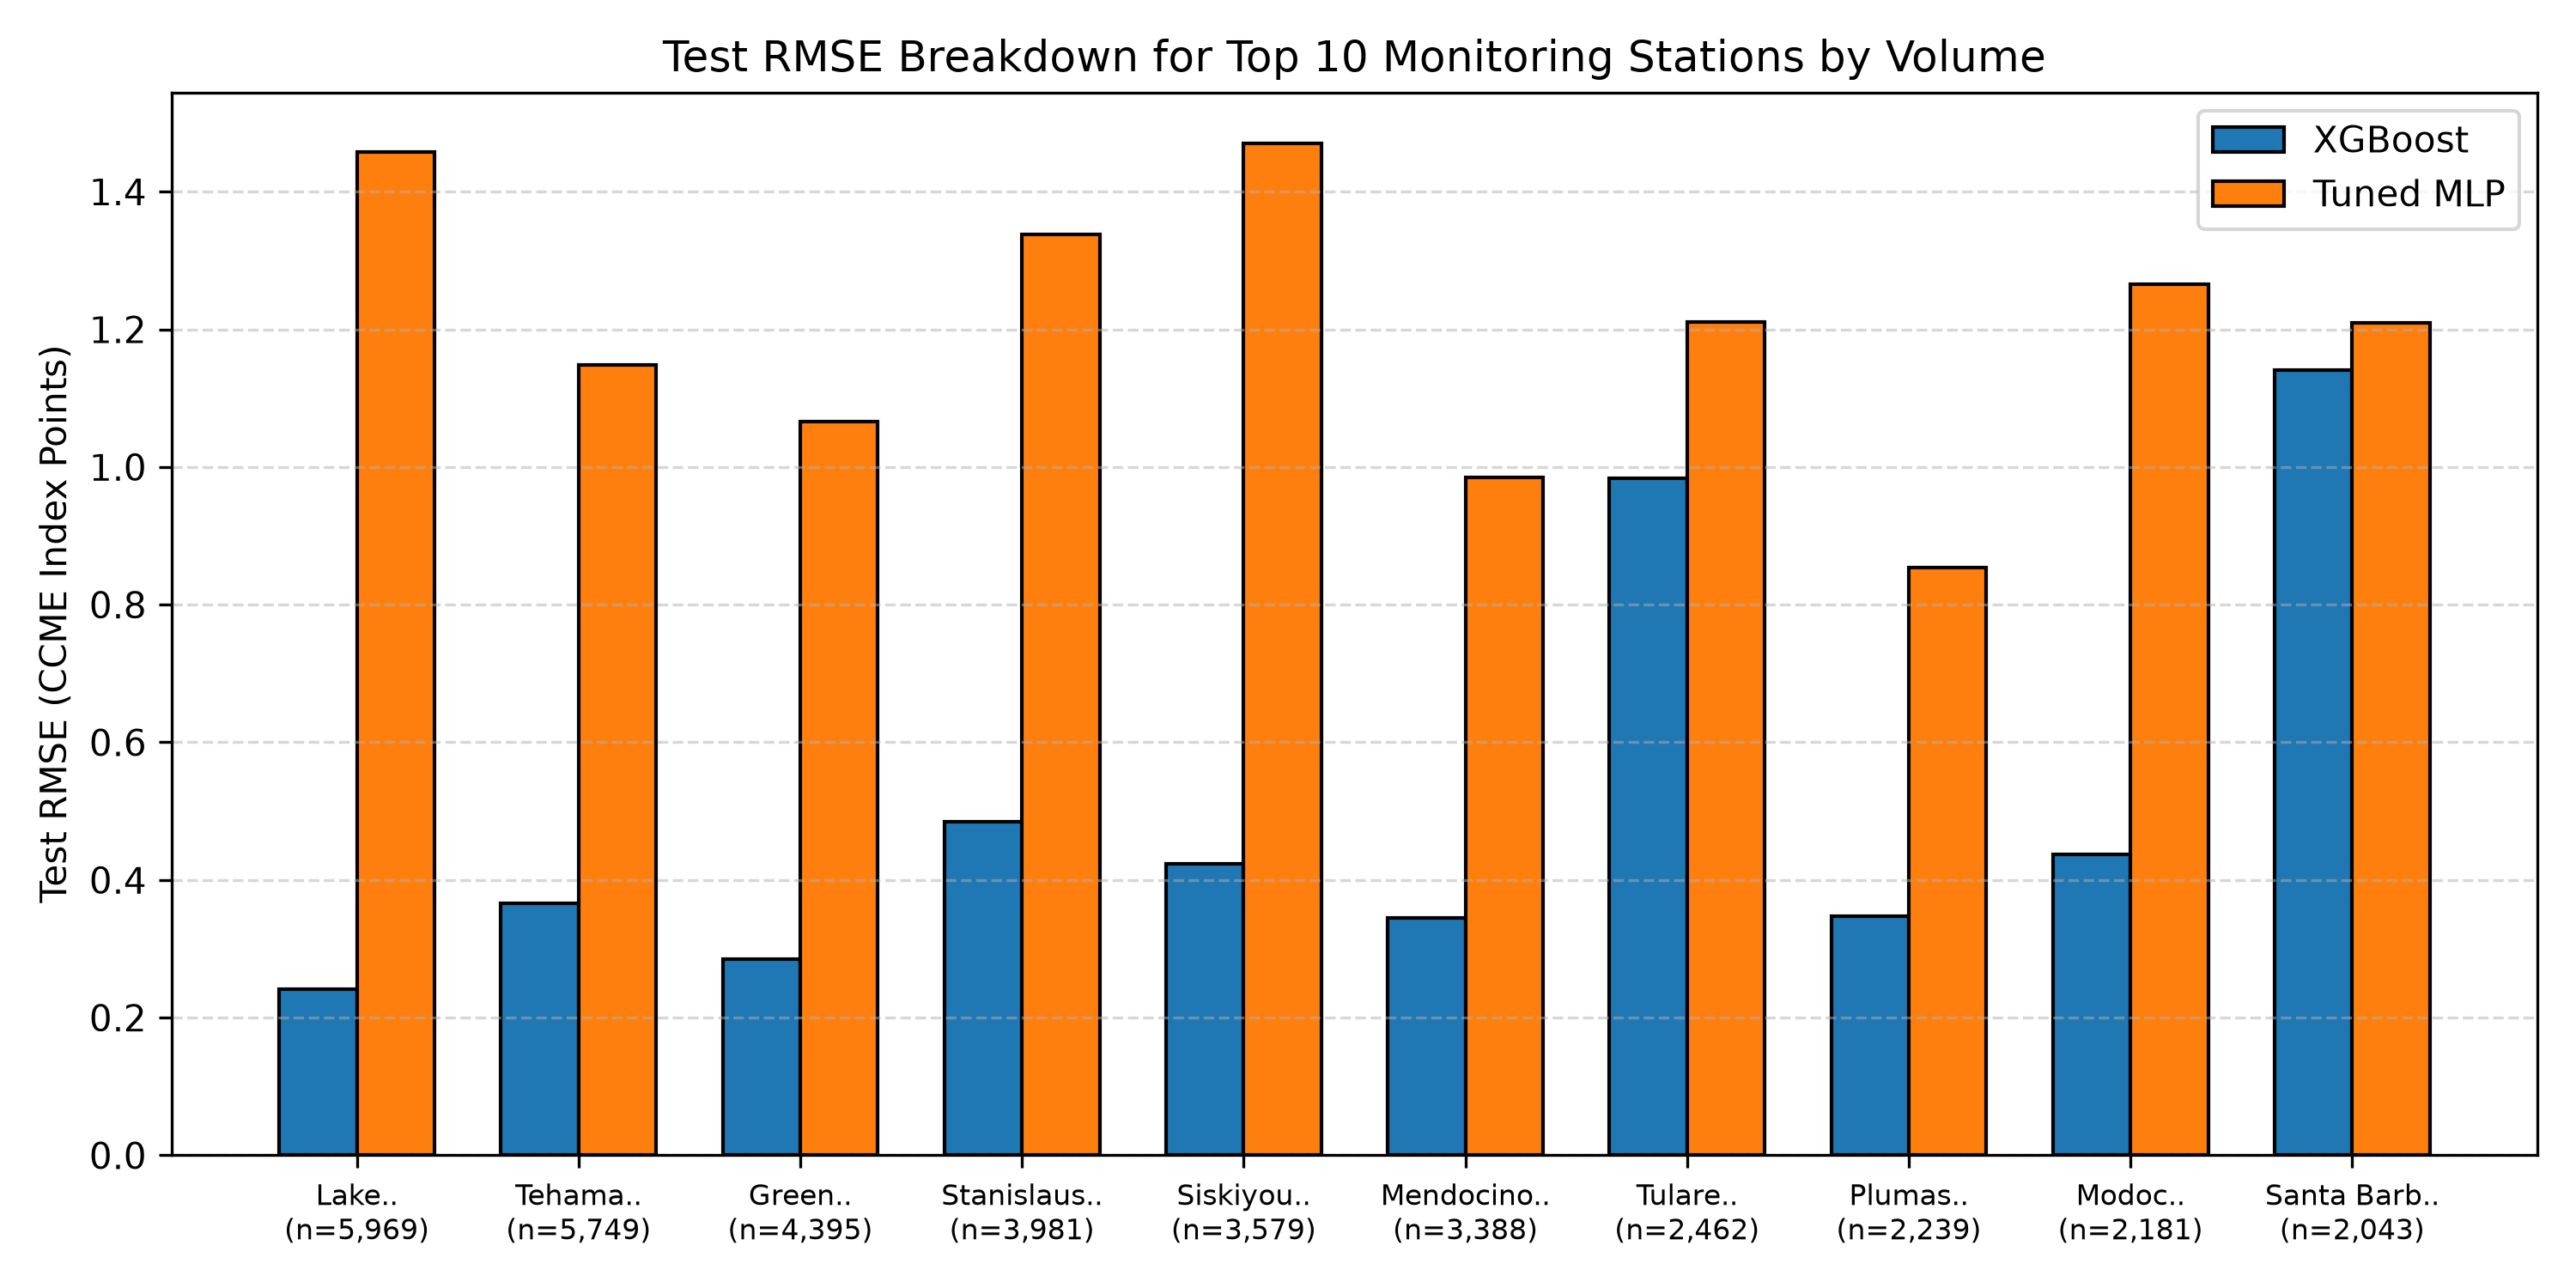 Test RMSE Breakdown for Top 10 Monitoring Stations by Volume
XGBoost
Tuned MLP
Test RMSE (CCME Index Points)
1.4
1.2
1.0
0.8
0.6
0.4
0.2
0.0
Lake.. Tehama.. Green.. Stanislaus.. Siskiyou.. Mendocino.. Tulare.. Plumas.. Modoc.. Santa Barb..
(n=5,969) (n=5,749) (n=4,395) (n=3,981) (n=3,579) (n=3,388) (n=2,462) (n=2,239) (n=2,181) (n=2,043)